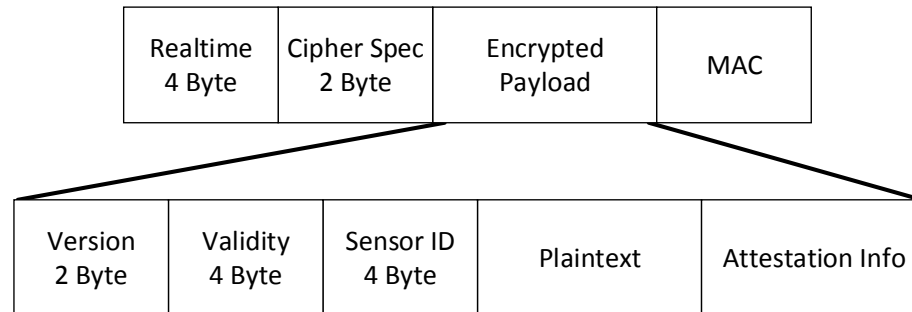 Realtime
4 Byte
Cipher Spec
2 Byte
Encrypted
Payload
MAC
Version
2 Byte
Validity
4 Byte
Sensor ID
4 Byte
Plaintext
Attestation Info